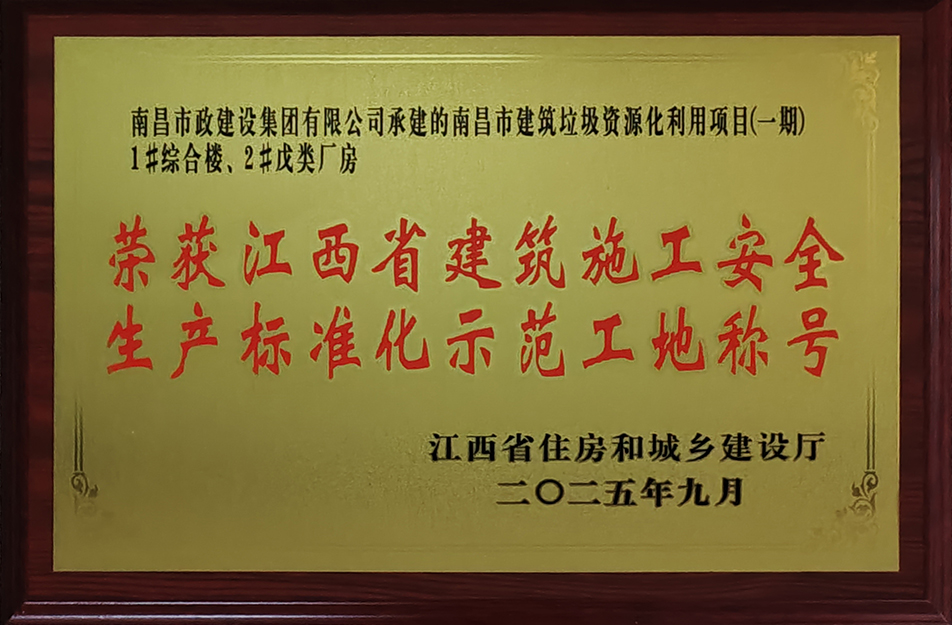 南昌市政建设集团有限公司承建的南昌市建筑垃圾资源化利用项目(一期)
1#综合楼、2#戊类厂房
荣获江西省建筑施工安全
生产标准化示范工地称号
江西省住房和城乡建设厅
二〇二五年九月